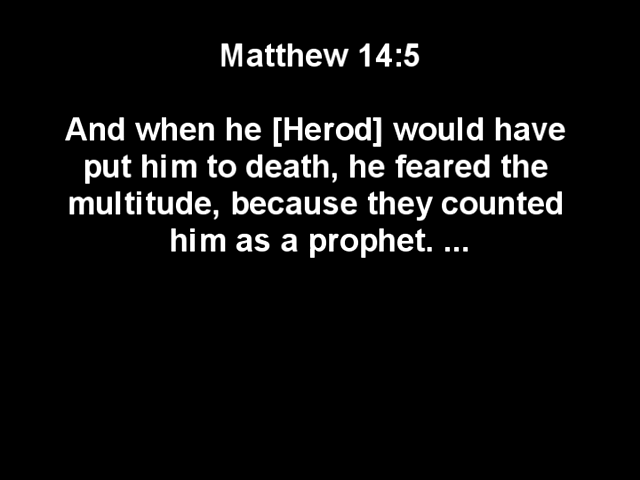 Matthew 14:5
And when he [Herod] would have
put him to death, he feared the
multitude, because they counted
him as a prophet. ...